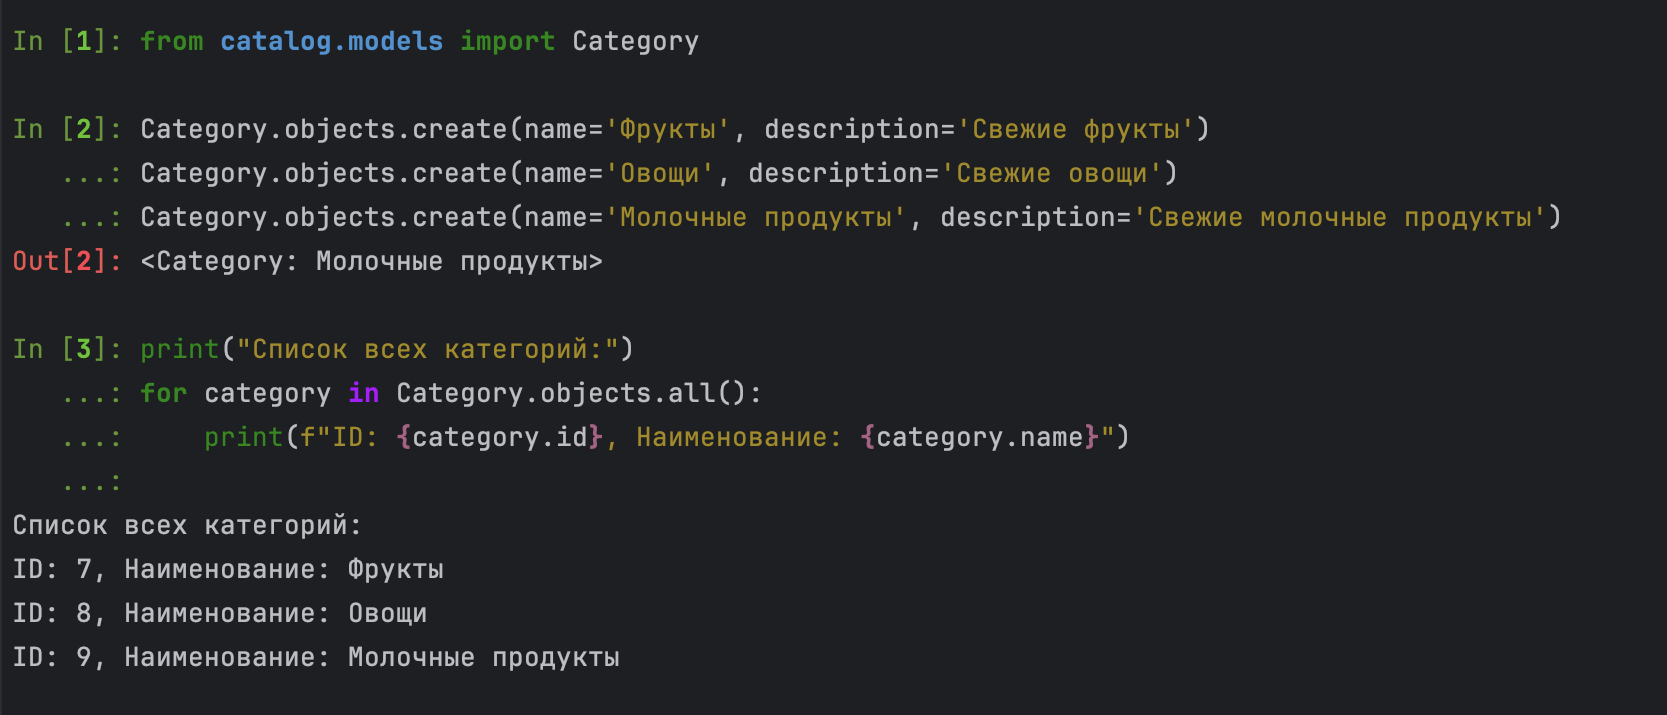 In [1]: from catalog.models import Category
In [2]: Category.objects.create(name='Фрукты', description='Свежие фрукты')
   ...: Category.objects.create(name='Овощи', description='Свежие овощи')
   ...: Category.objects.create(name='Молочные продукты', description='Свежие молочные продукты')
Out[2]: <Category: Молочные продукты>
In [3]: print("Список всех категорий:")
   ...: for category in Category.objects.all():
   ...:     print(f"ID: {category.id}, Наименование: {category.name}")
   ...:
Список всех категорий:
ID: 7, Наименование: Фрукты
ID: 8, Наименование: Овощи
ID: 9, Наименование: Молочные продукты